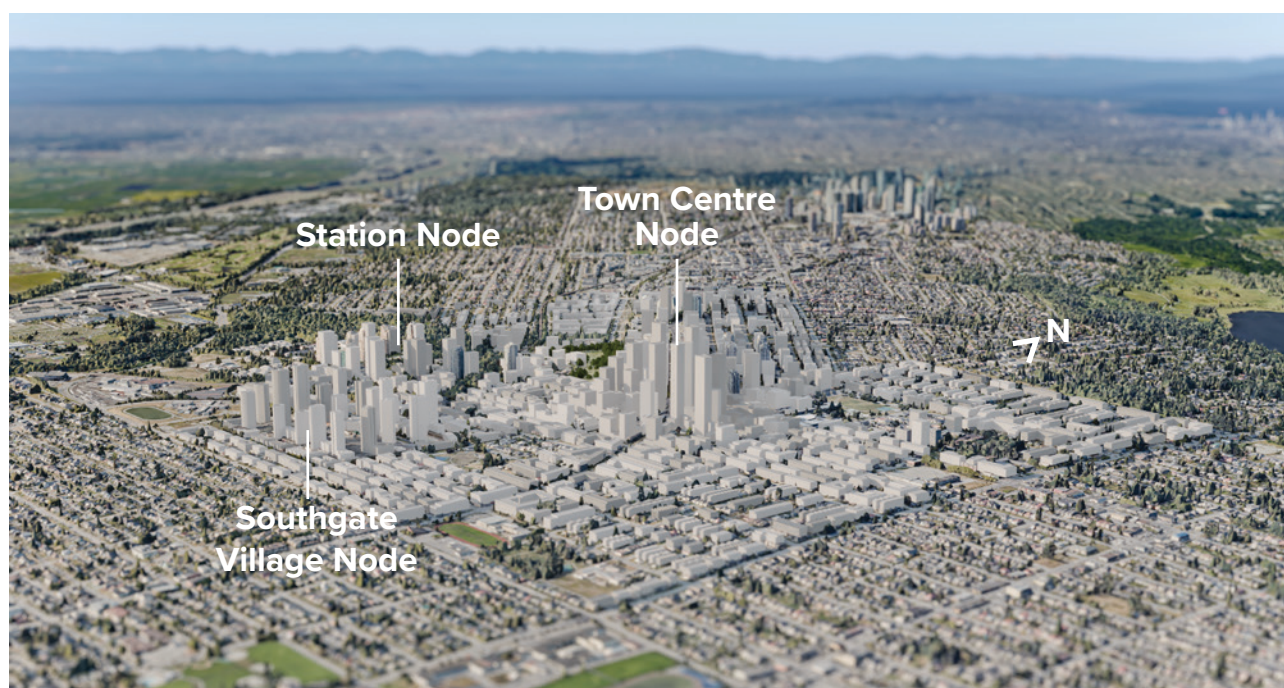 Town Centre
Node
Station Node
N
Southgate
Village Node